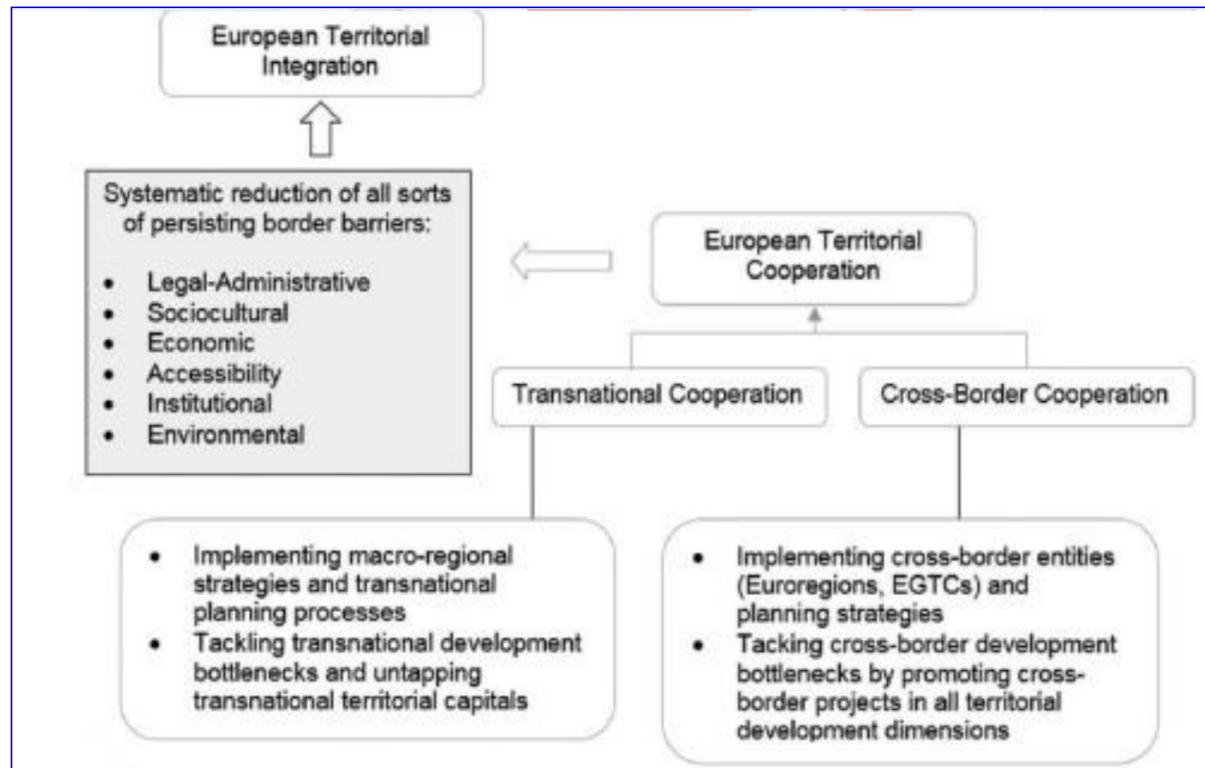 European Territorial
Integration
Systematic reduction of all sorts
of persisting border barriers:
• Legal-Administrative
• Sociocultural
• Economic
• Accessibility
• Institutional
• Environmental
European Territorial
Cooperation
Transnational Cooperation
Cross-Border Cooperation
• Implementing macro-regional
strategies and transnational
planning processes
• Tackling transnational development
bottlenecks and untapping
transnational territorial capitals
• Implementing cross-border entities
(Euroregions, EGTCs) and
planning strategies
• Tacking cross-border development
bottlenecks by promoting cross-
border projects in all territorial
development dimensions